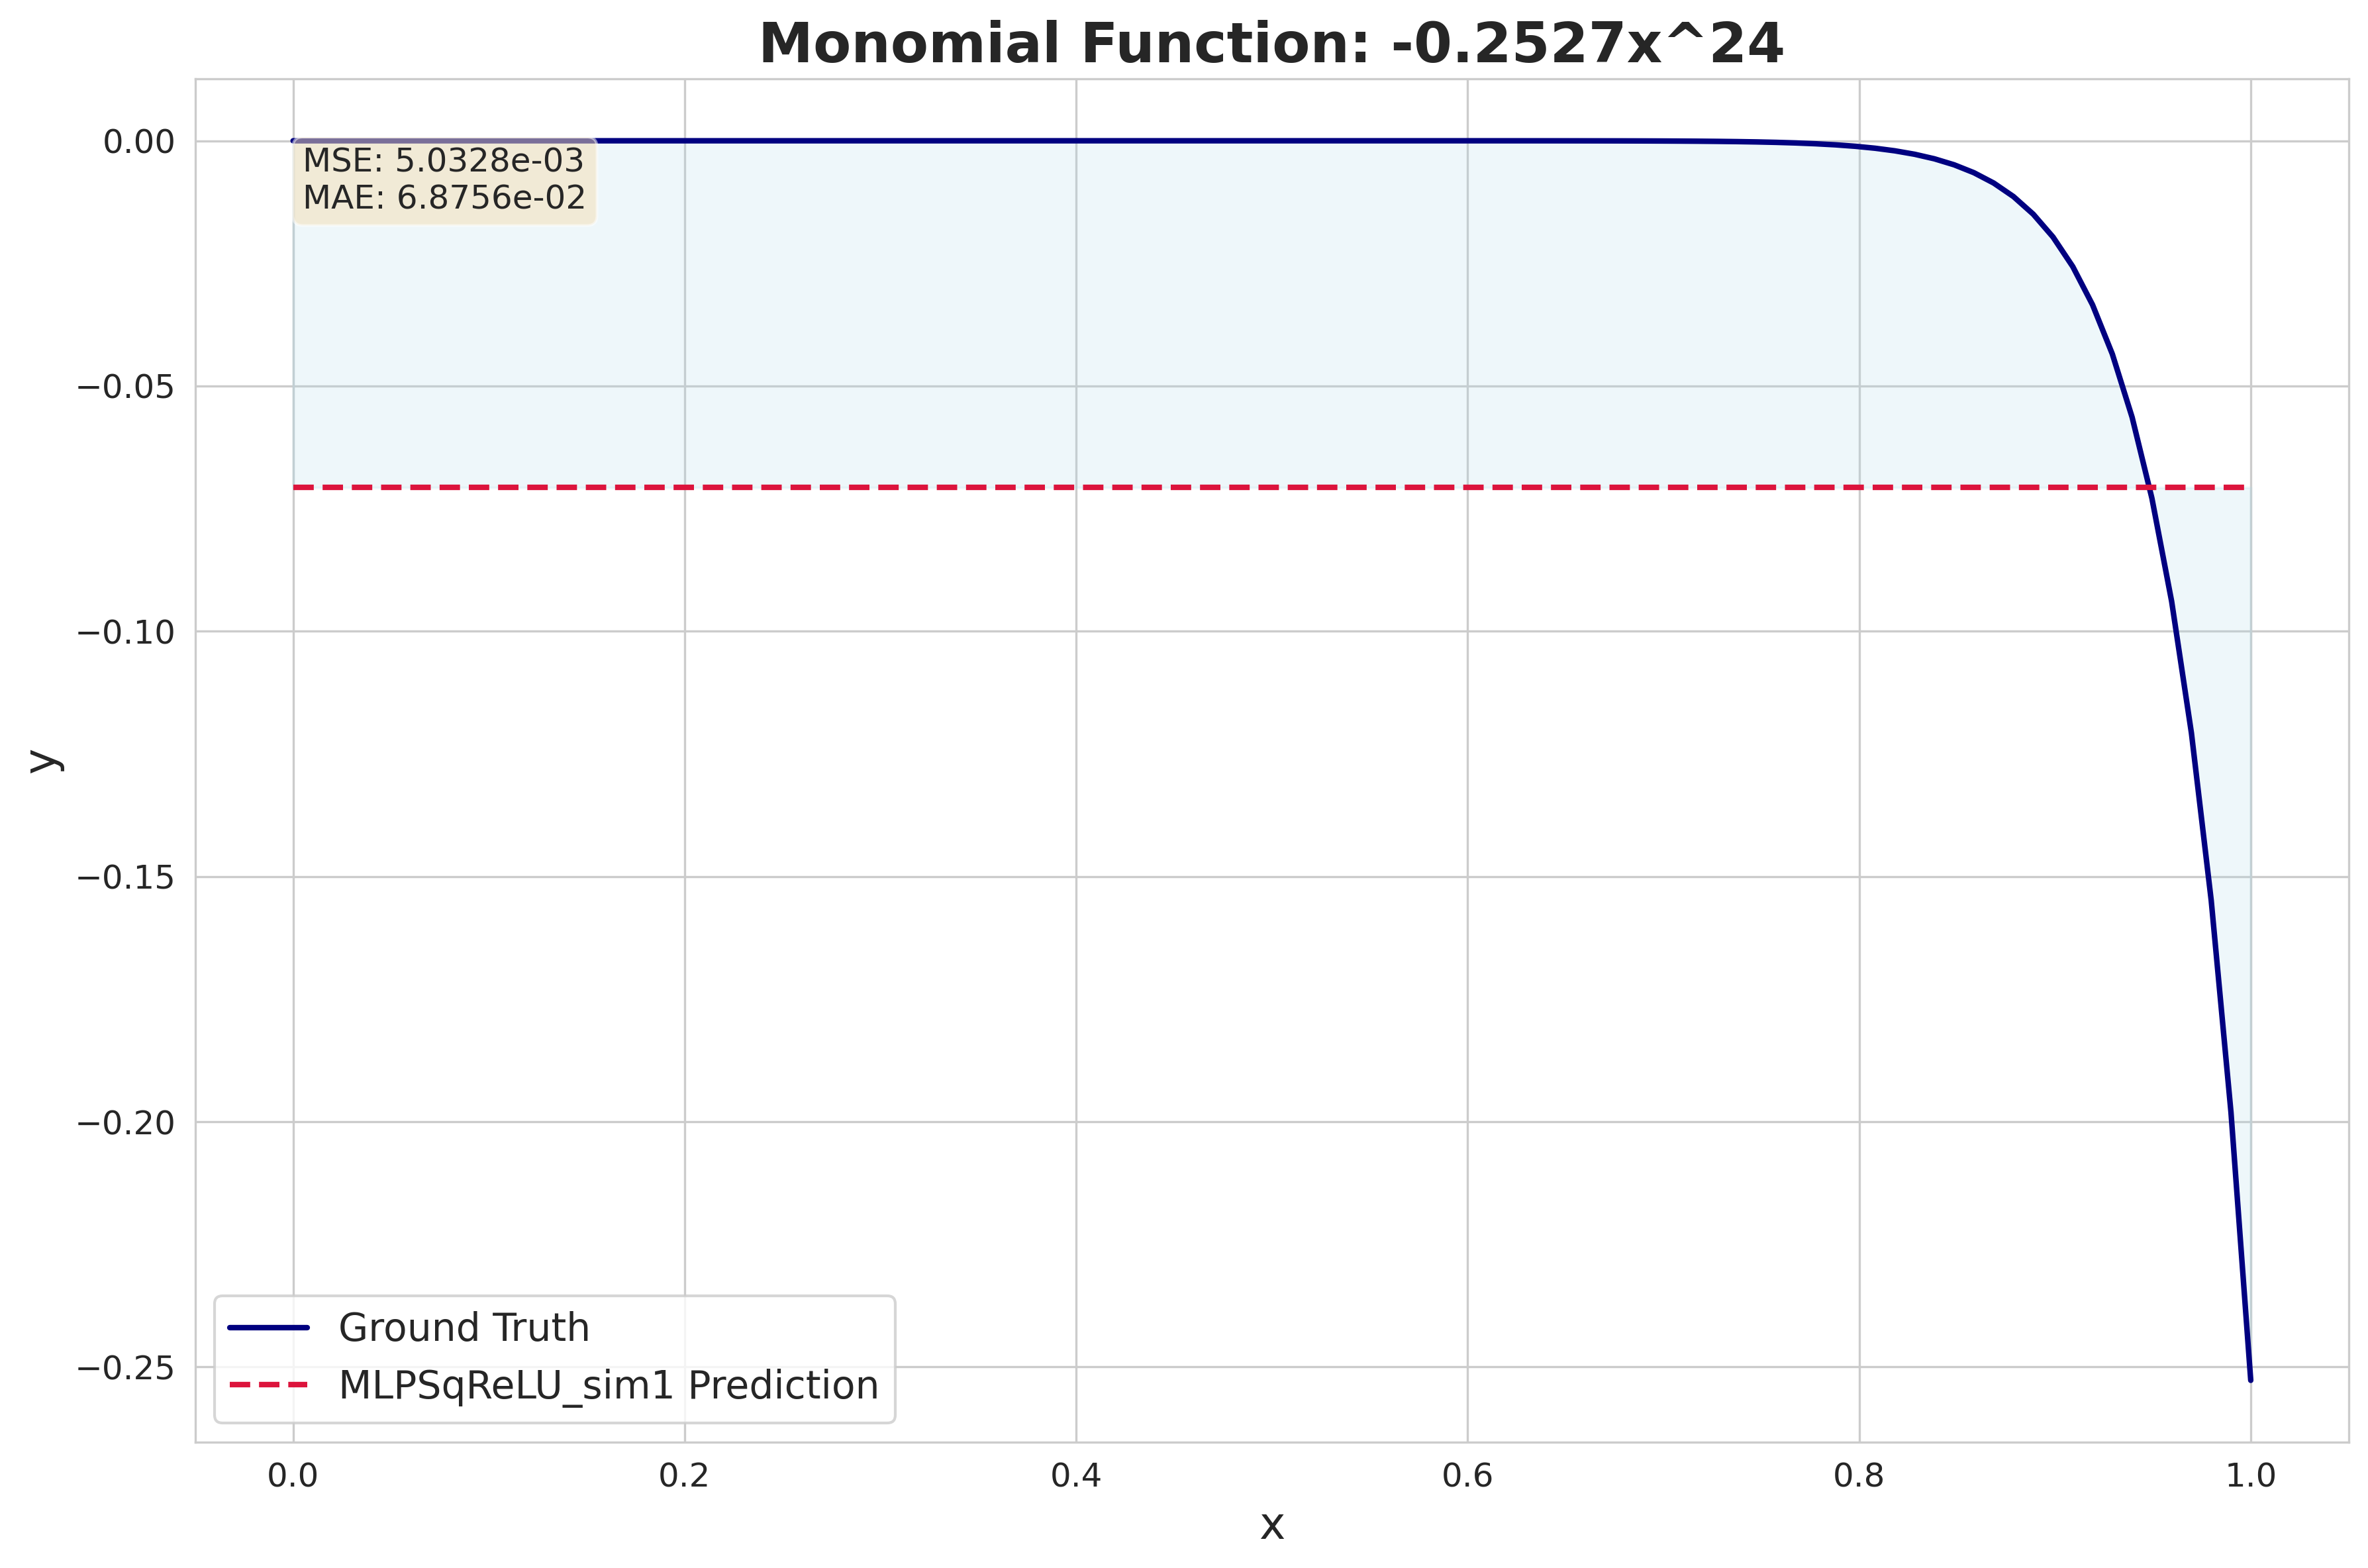 Monomial Function: -0.2527x^24
MSE: 5.0328e-03
MAE: 6.8756e-02
y
0.00
−0.05
−0.10
−0.15
−0.20
−0.25
Ground Truth
MLPSqReLU_sim1 Prediction
0.0 0.2 0.4 0.6 0.8 1.0
x